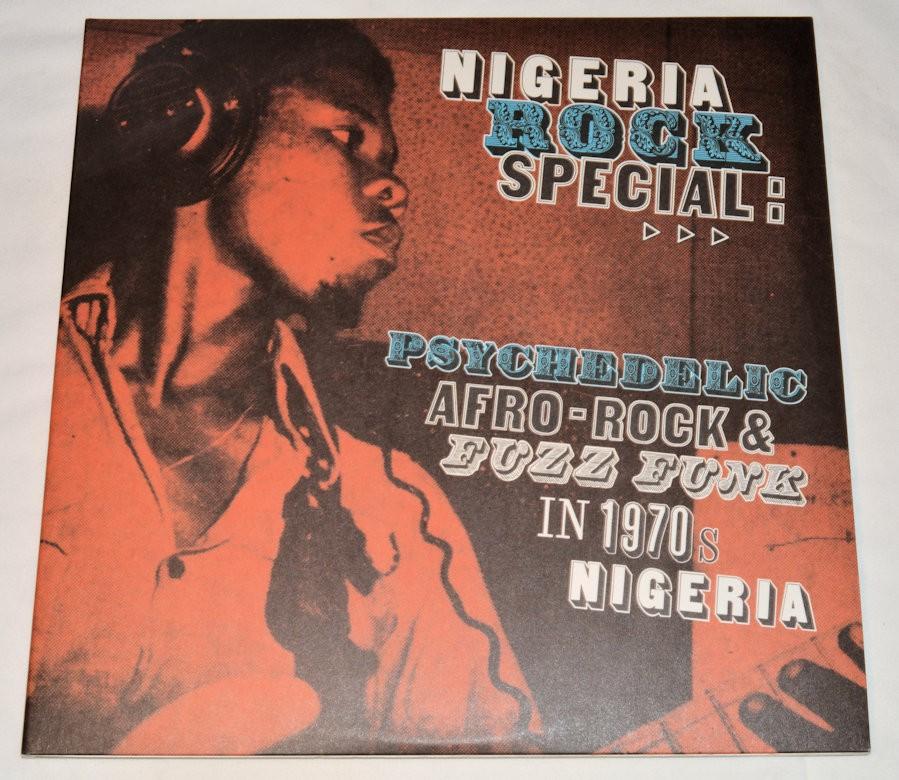 NIGERIA
ROCK
SPECIAL:
PSYCHEDELIC
AFRO-ROCK &
FUZZ FUNK
IN 1970s
NIGERIA